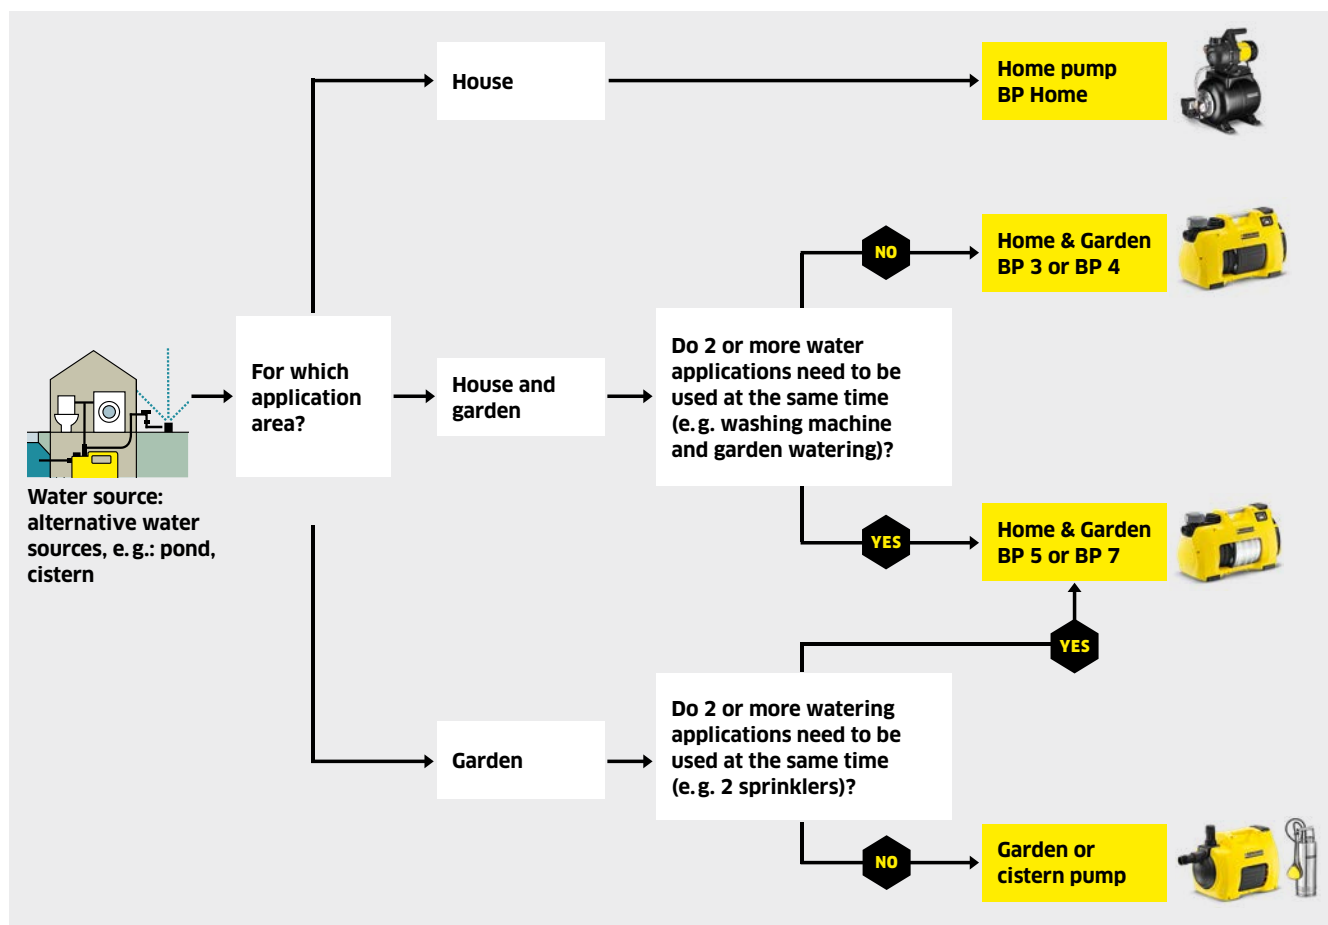 House
Home pump
BP Home
NO
Home & Garden
BP 3 or BP 4
For which
application
area?
House and
garden
Do 2 or more water
applications need to be
used at the same time
(e. g. washing machine
and garden watering)?
Water source:
alternative water
sources, e. g.: pond,
cistern
YES
Home & Garden
BP 5 or BP 7
YES
Do 2 or more watering
applications need to be
used at the same time
(e. g. 2 sprinklers)?
Garden
NO
Garden or
cistern pump